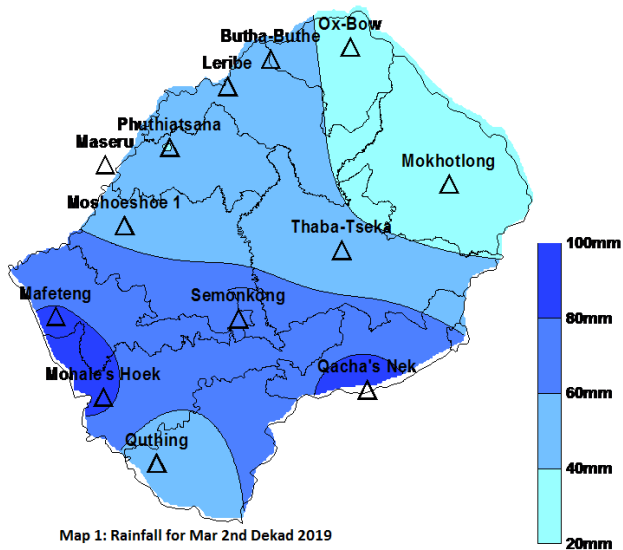 Ox-Bow
Butha-Buthe
Leribe
Phuthiatsana
Maseru
Mokhotlong
Moshoeshoe 1
Thaba-Tseka
Mafeteng
Semonkong
Mohale's Hoek
Qacha's Nek
Quthing
100mm
80mm
60mm
40mm
20mm
Map 1: Rainfall for Mar 2nd Dekad 2019